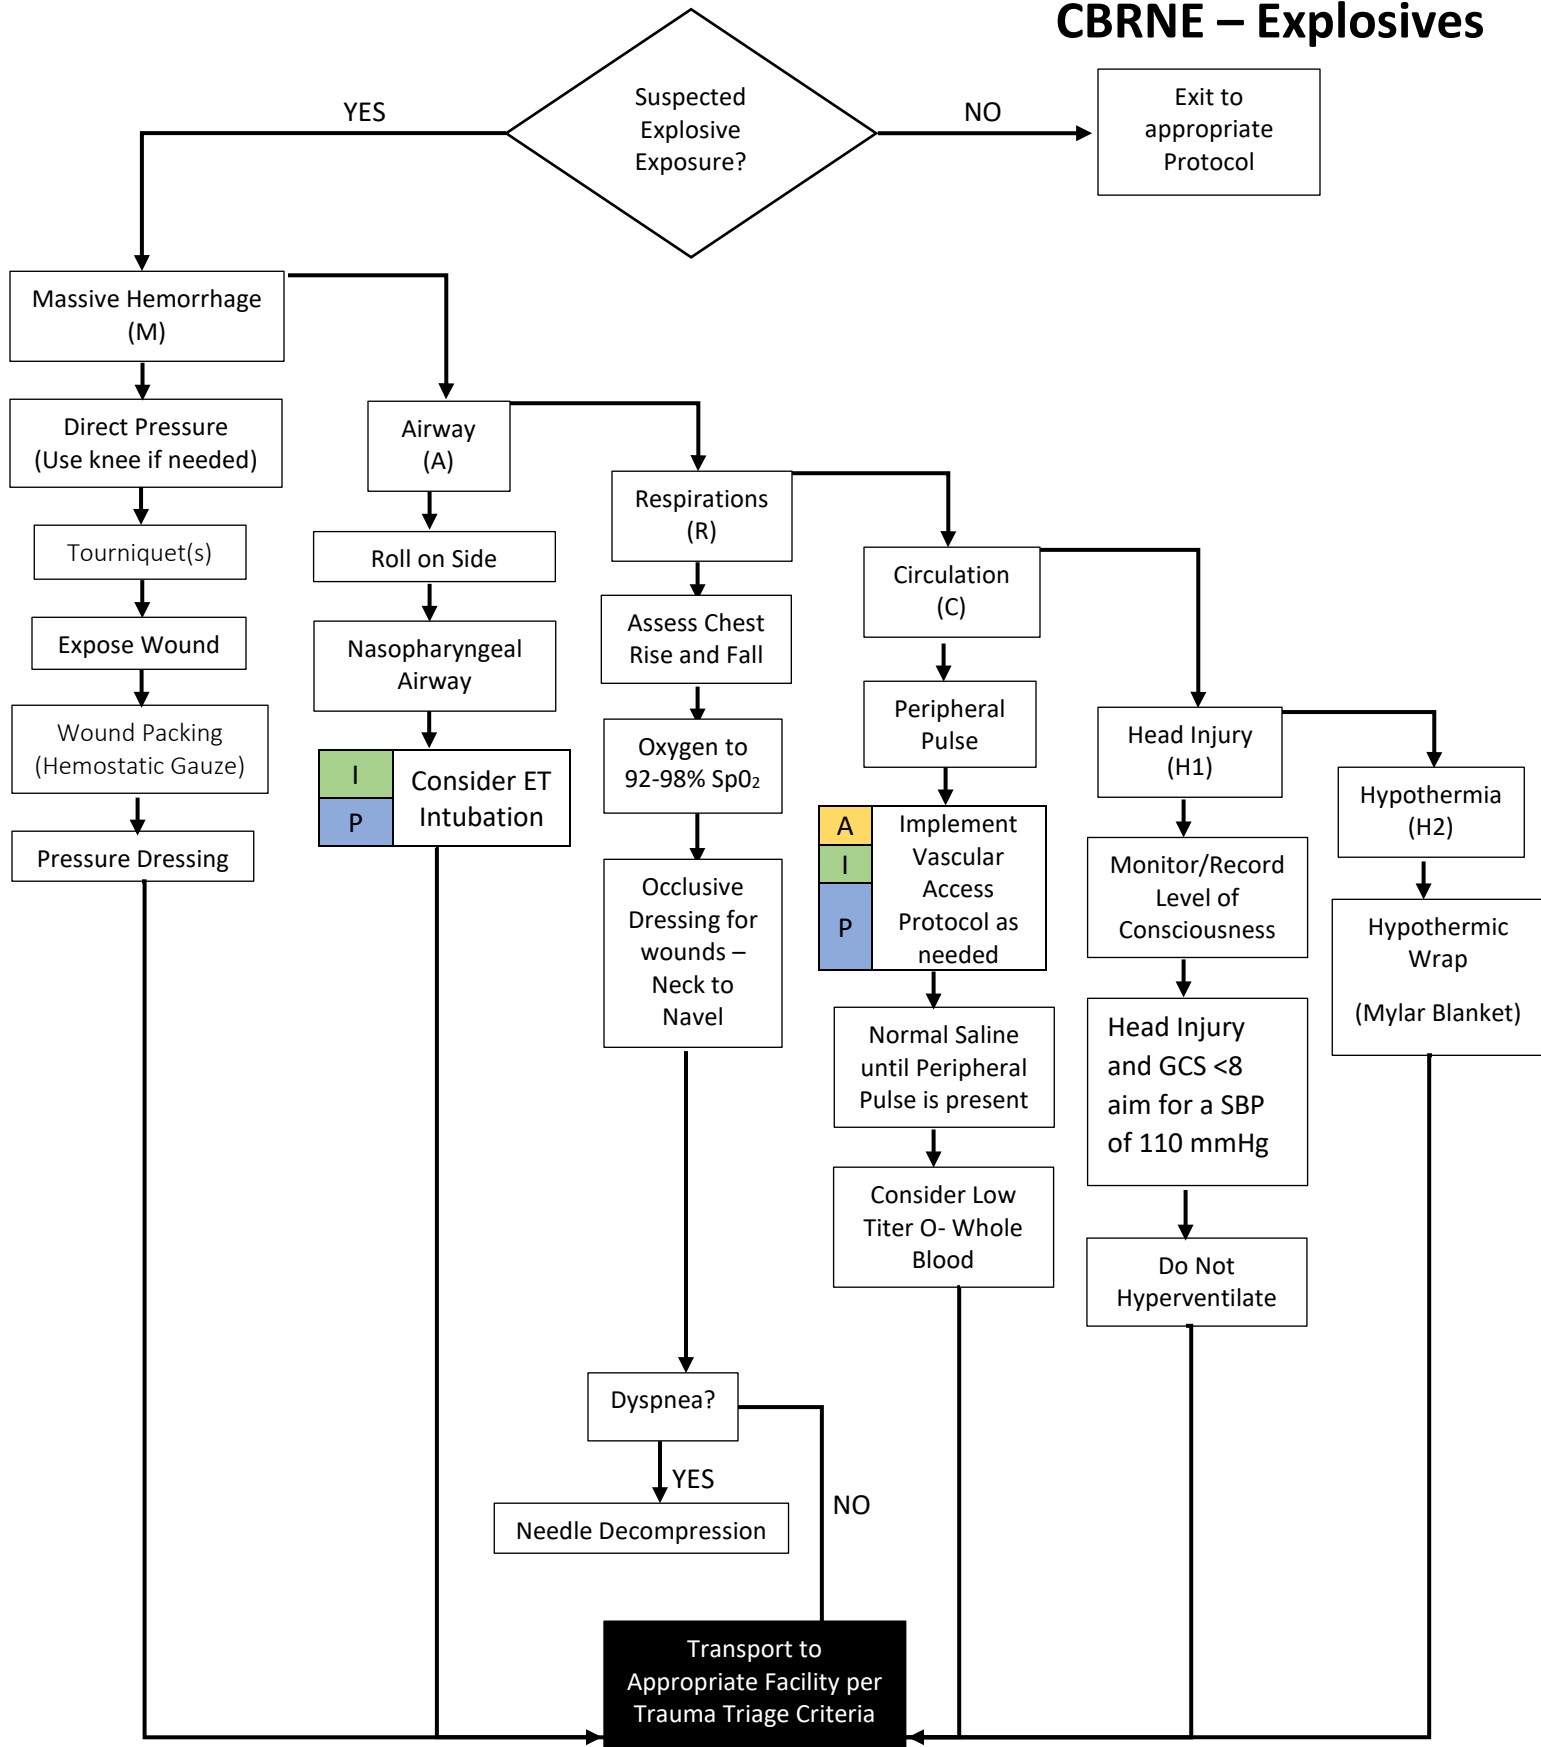 CBRNE – Explosives
Suspected
Explosive
Exposure?
YES
NO
Exit to
appropriate
Protocol
Massive Hemorrhage
(M)
Direct Pressure
(Use knee if needed)
Tourniquet(s)
Expose Wound
Wound Packing
(Hemostatic Gauze)
Pressure Dressing
Airway
(A)
Roll on Side
Nasopharyngeal
Airway
I
P
Consider ET
Intubation
Respirations
(R)
Assess Chest
Rise and Fall
Oxygen to
92-98% Sp0₂
Occlusive
Dressing for
wounds –
Neck to
Navel
Dyspnea?
YES
NO
Needle Decompression
Circulation
(C)
Peripheral
Pulse
A
I
P
Implement
Vascular
Access
Protocol as
needed
Normal Saline
until Peripheral
Pulse is present
Consider Low
Titer O- Whole
Blood
Head Injury
(H1)
Monitor/Record
Level of
Consciousness
Head Injury
and GCS <8
aim for a SBP
of 110 mmHg
Do Not
Hyperventilate
Hypothermia
(H2)
Hypothermic
Wrap
(Mylar Blanket)
Transport to
Appropriate Facility per
Trauma Triage Criteria